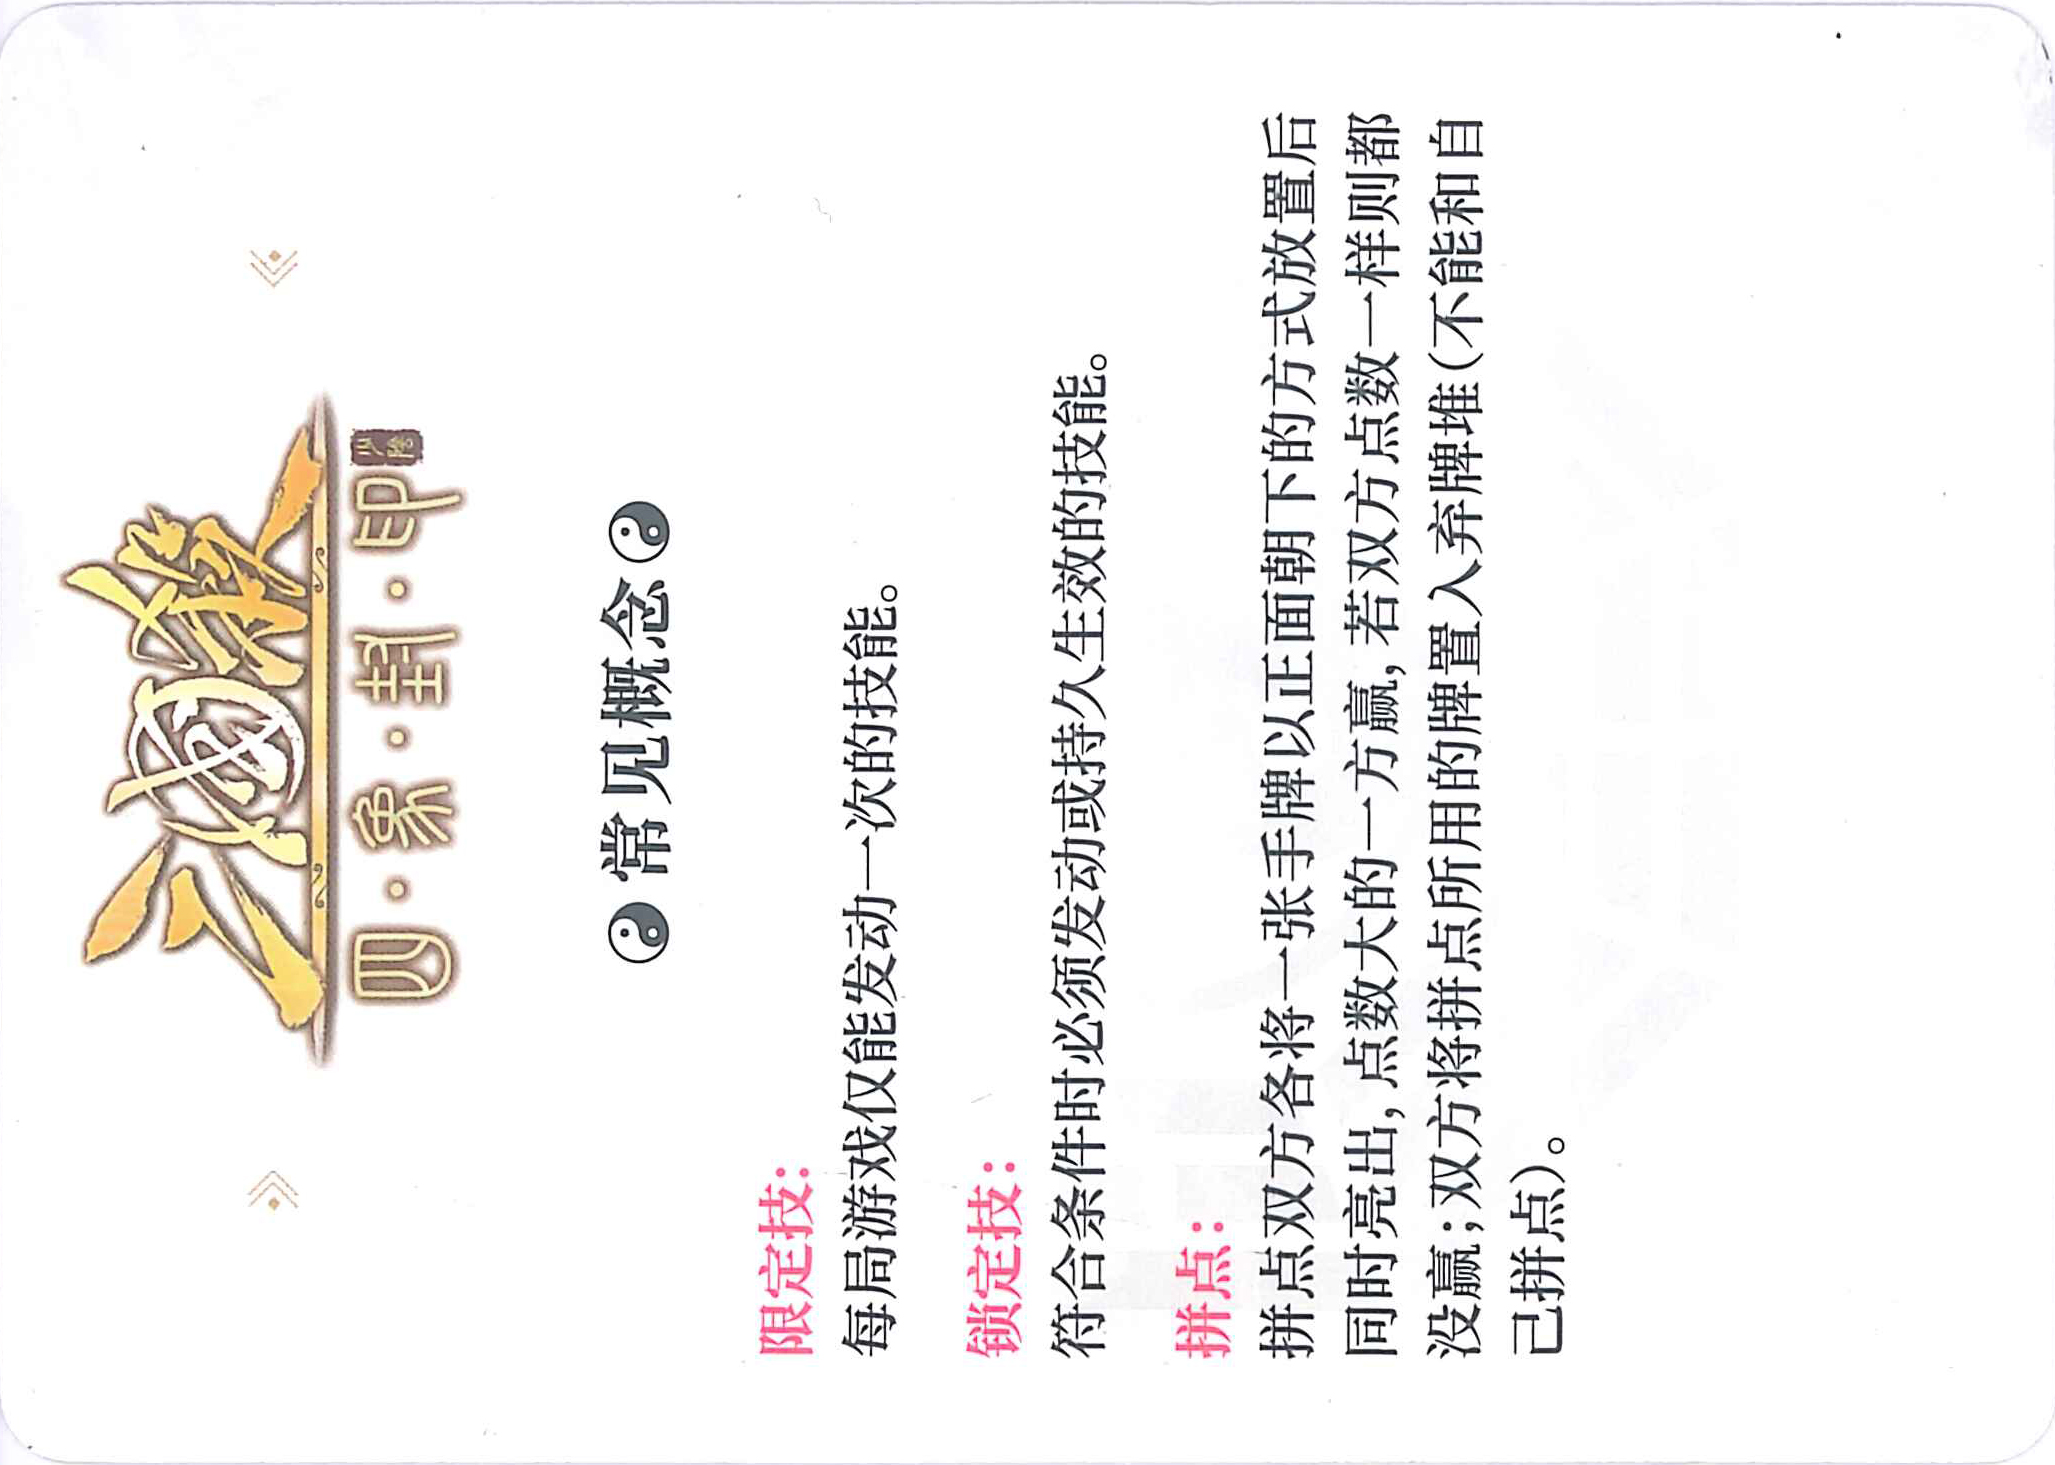 三國殺
四·象·封·印
少陰
常见概念
限定技:
每局游戏仅能发动一次的技能。
锁定技：
符合条件时必须发动或持久生效的技能。
拼点：
拼点双方各将一张手牌以正面朝下的方式放置后
同时亮出，点数大的一方赢，若双方点数一样则都
没赢；双方将拼点所用的牌置入弃牌堆（不能和自
己拼点）。